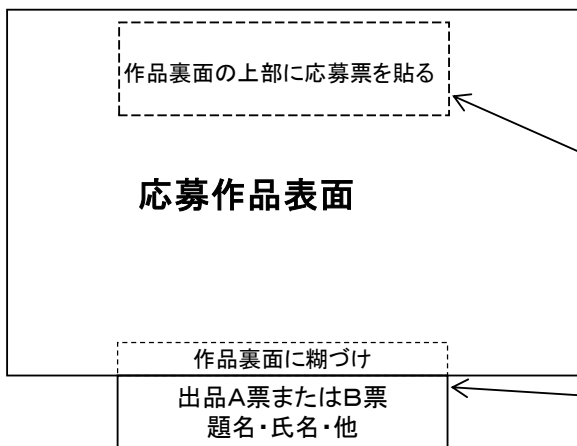 作品裏面の上部に応募票を貼る
応募作品表面
作品裏面に糊づけ
出品A票またはB票
題名・氏名・他